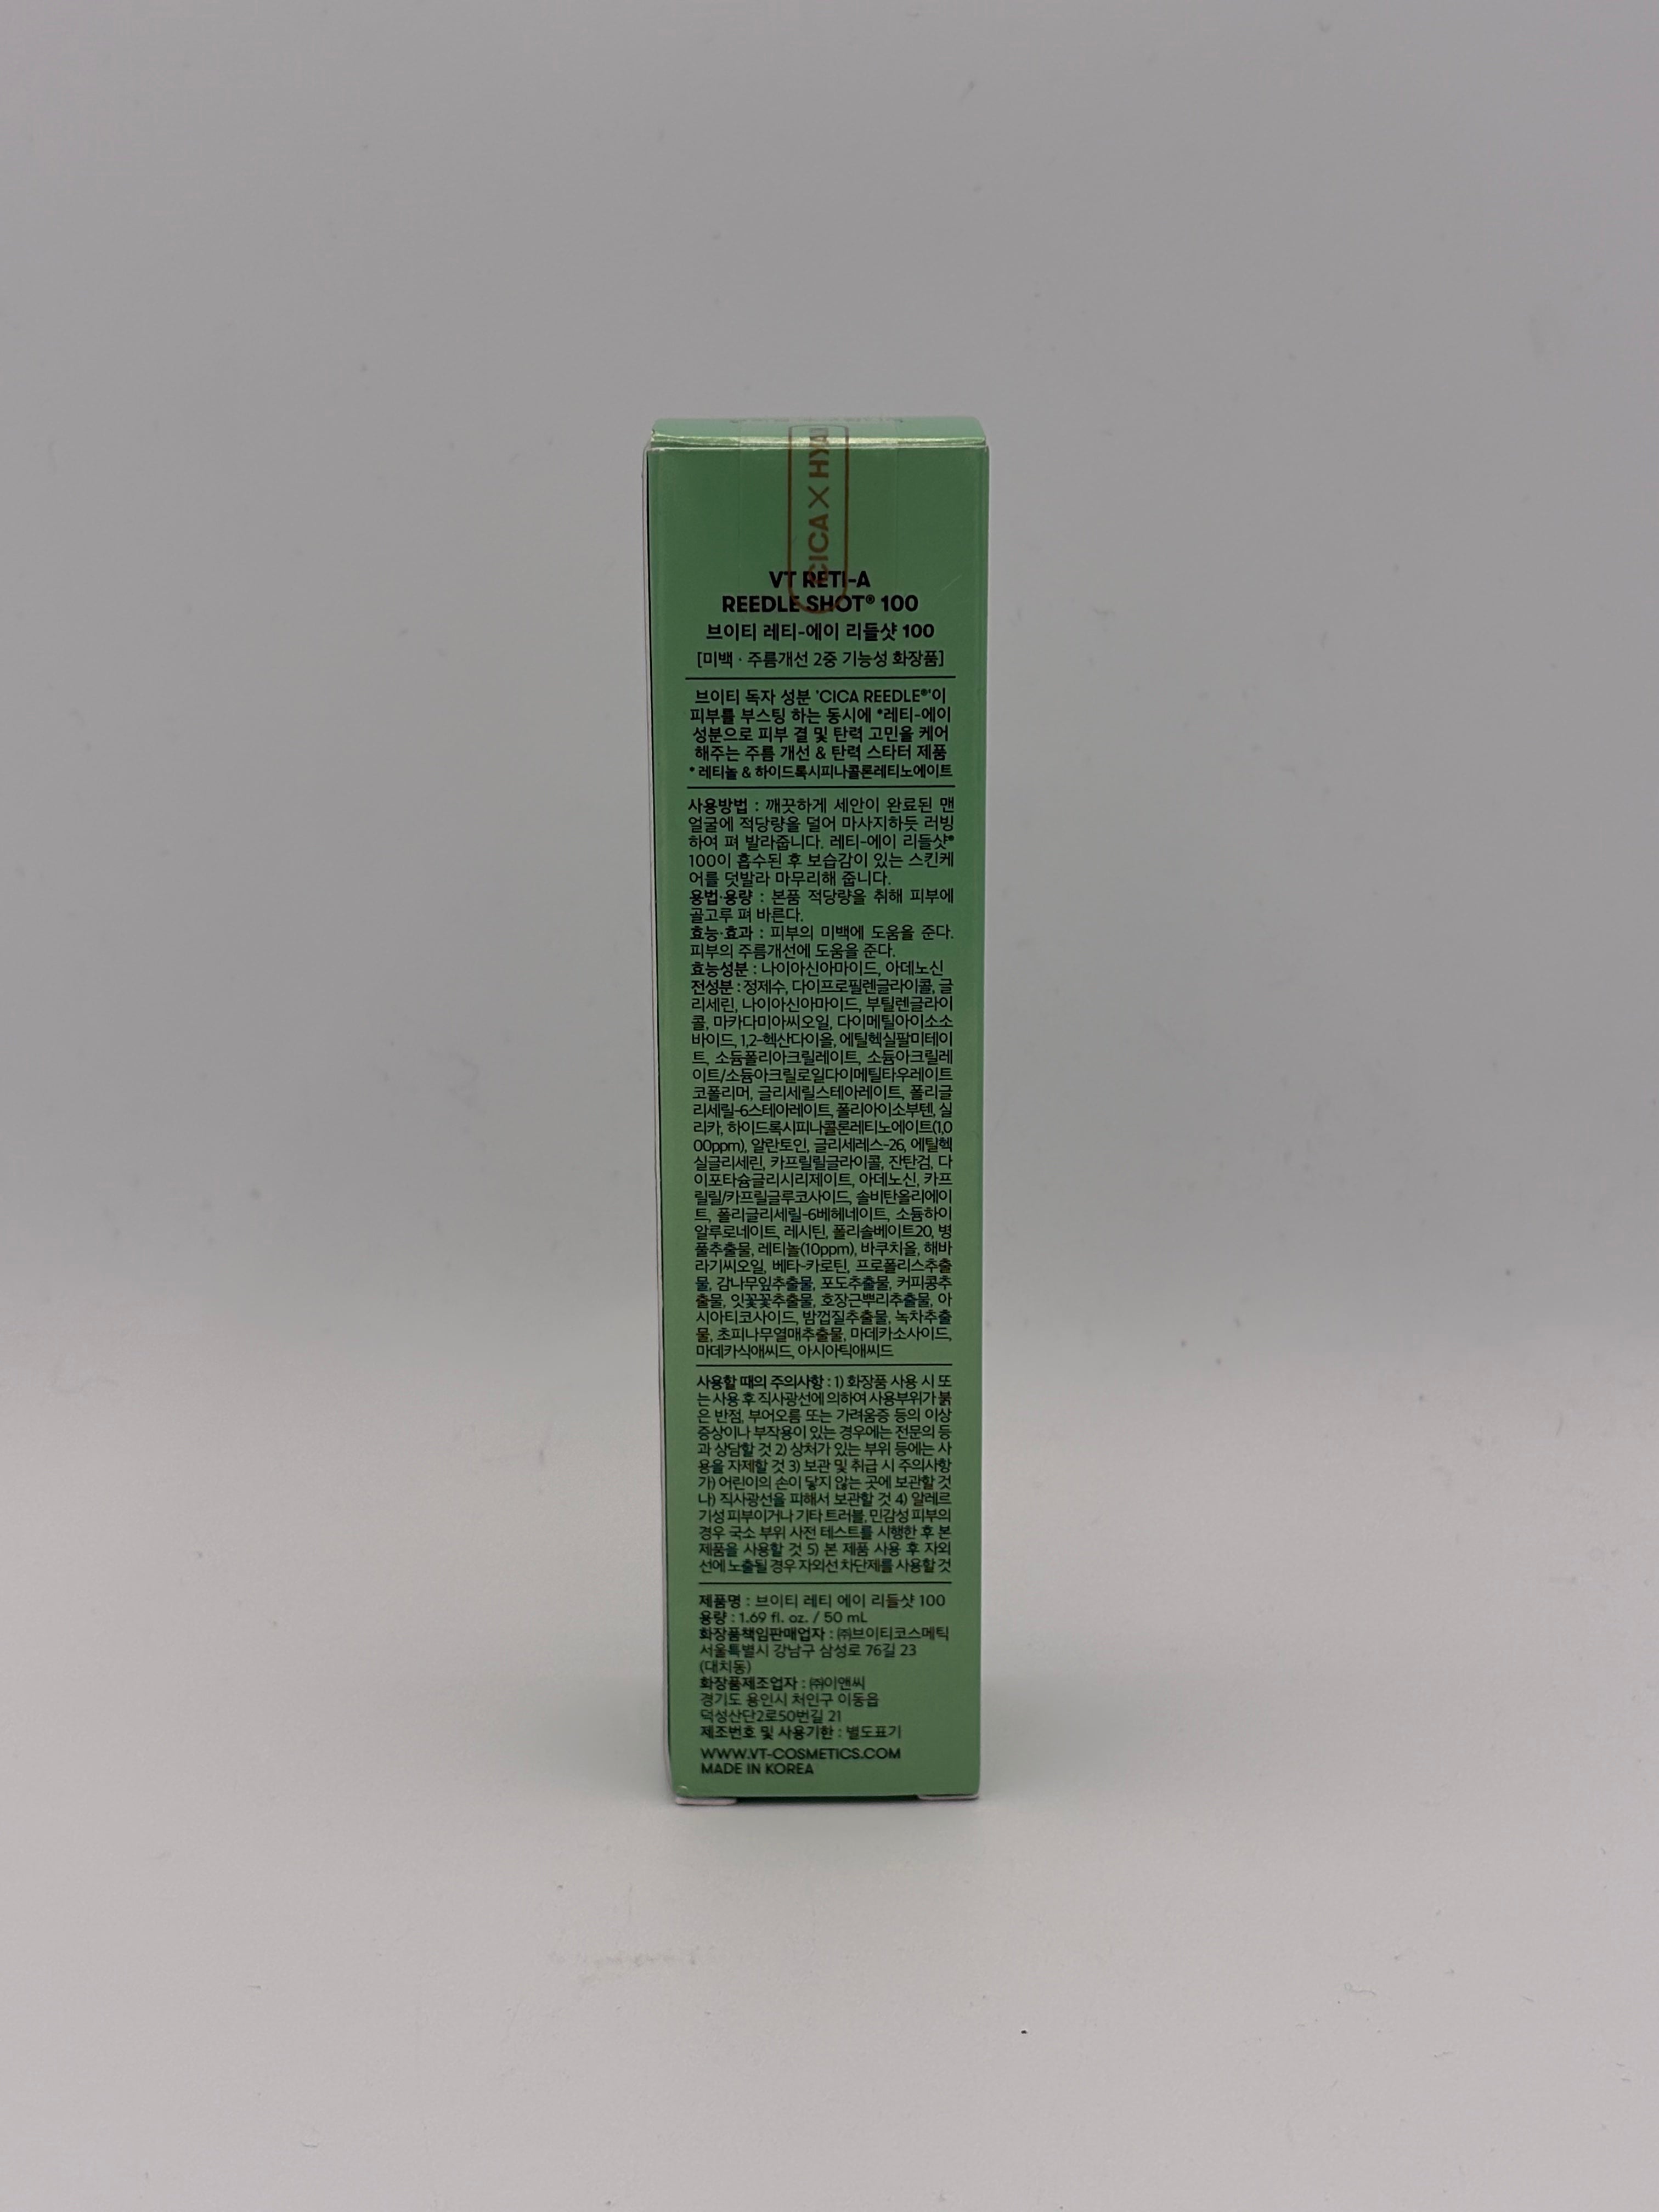 CICA X HYAL
VT RETI-A
REEDLE SHOT® 100
브이티 레티-에이 리들샷 100
[미백 · 주름개선 2중 기능성 화장품]
브이티 독자 성분 'CICA REEDLE®'이
피부를 부스팅 하는 동시에 *레티-에이
성분으로 피부 결 및 탄력 고민을 케어
해주는 주름 개선 & 탄력 스타터 제품
* 레티놀 & 하이드록시피나콜론레티노에이트
사용방법 : 깨끗하게 세안이 완료된 맨
얼굴에 적당량을 덜어 마사지하듯 러빙
하여 펴 발라줍니다. 레티-에이 리들샷®
100이 흡수된 후 보습감이 있는 스킨케
어를 덧발라 마무리해 줍니다.
용법·용량 : 본품 적당량을 취해 피부에
골고루 펴 바른다.
효능·효과 : 피부의 미백에 도움을 준다.
피부의 주름개선에 도움을 준다.
효능성분 : 나이아신아마이드, 아데노신
전성분 : 정제수, 다이프로필렌글라이콜, 글
리세린, 나이아신아마이드, 부틸렌글라이
콜, 마카다미아씨오일, 다이메틸아이소소
바이드, 1,2-헥산다이올, 에틸헥실팔미테이
트, 소듐폴리아크릴레이트, 소듐아크릴레
이트/소듐아크릴로일다이메틸타우레이트
코폴리머, 글리세릴스테아레이트, 폴리글
리세릴-6스테아레이트, 폴리아이소부텐, 실
리카, 하이드록시피나콜론레티노에이트(1,0
00ppm), 알란토인, 글리세레스-26, 에틸헥
실글리세린, 카프릴릴글라이콜, 잔탄검, 다
이포타슘글리시리제이트, 아데노신, 카프
릴릴/카프릴글루코사이드, 솔비탄올리에이
트, 폴리글리세릴-6베헤네이트, 소듐하이
알루로네이트, 레시틴, 폴리솔베이트20, 병
풀추출물, 레티놀(10ppm), 바쿠치올, 해바
라기씨오일, 베타-카로틴, 프로폴리스추출
물, 감나무잎추출물, 포도추출물, 커피콩추
출물, 잇꽃꽃추출물, 호장근뿌리추출물, 아
시아티코사이드, 밤껍질추출물, 녹차추출
물, 초피나무열매추출물, 마데카소사이드,
마데카식애씨드, 아시아틱애씨드
사용할 때의 주의사항 : 1) 화장품 사용 시 또
는 사용 후 직사광선에 의하여 사용부위가 붉
은 반점, 부어오름 또는 가려움증 등의 이상
증상이나 부작용이 있는 경우에는 전문의 등
과 상담할 것 2) 상처가 있는 부위 등에는 사
용을 자제할 것 3) 보관 및 취급 시 주의사항
가) 어린이의 손이 닿지 않는 곳에 보관할 것
나) 직사광선을 피해서 보관할 것 4) 알레르
기성 피부이거나 기타 트러블, 민감성 피부의
경우 국소 부위 사전 테스트를 시행한 후 본
제품을 사용할 것 5) 본 제품 사용 후 자외
선에 노출될 경우 자외선 차단제를 사용할 것
제품명 : 브이티 레티 에이 리들샷 100
용량 : 1.69 fl. oz. / 50 mL
화장품책임판매업자 : ㈜브이티코스메틱
서울특별시 강남구 삼성로 76길 23
(대치동)
화장품제조업자 : ㈜이앤씨
경기도 용인시 처인구 이동읍
덕성산단2로50번길 21
제조번호 및 사용기한 : 별도표기
WWW.VT-COSMETICS.COM
MADE IN KOREA